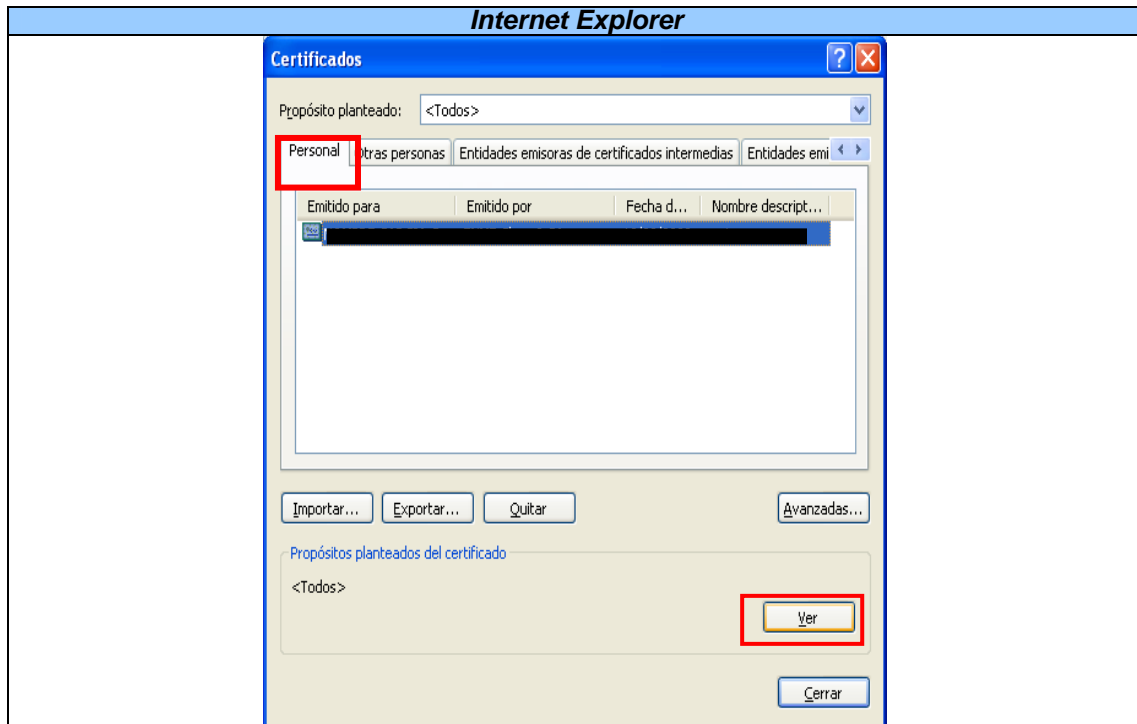 Internet Explorer
Certificados
Propósito planteado: <Todos>
Personal Otras personas Entidades emisoras de certificados intermedias Entidades emi
Emitido para Emitido por Fecha d... Nombre descript...
Importar... Exportar... Quitar Avanzadas...
Propósitos planteados del certificado
<Todos>
Ver
Cerrar